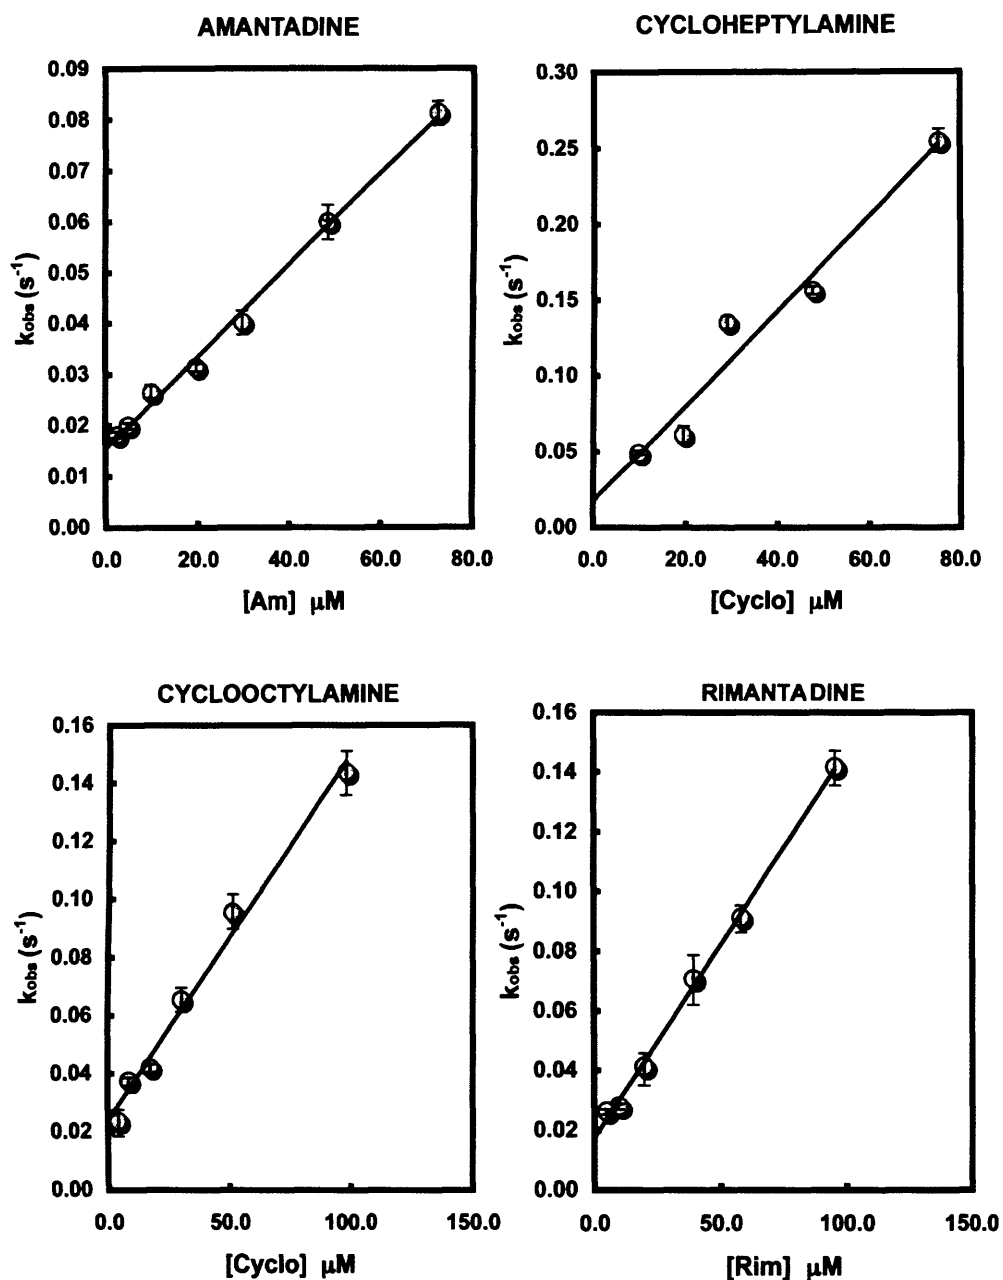 AMANTADINE
0.09
0.08
0.07
0.06
0.05
0.04
0.03
0.02
0.01
0.00
kobs (s-1)
0.0 20.0 40.0 60.0 80.0
[Am] μM
CYCLOHEPTYLAMINE
0.30
0.25
0.20
0.15
0.10
0.05
0.00
kobs (s-1)
0.0 20.0 40.0 60.0 80.0
[Cyclo] μM
CYCLOOCTYLAMINE
0.16
0.14
0.12
0.10
0.08
0.06
0.04
0.02
0.00
kobs (s-1)
0.0 50.0 100.0 150.0
[Cyclo] μM
RIMANTADINE
0.16
0.14
0.12
0.10
0.08
0.06
0.04
0.02
0.00
kobs (s-1)
0.0 50.0 100.0 150.0
[Rim] μM